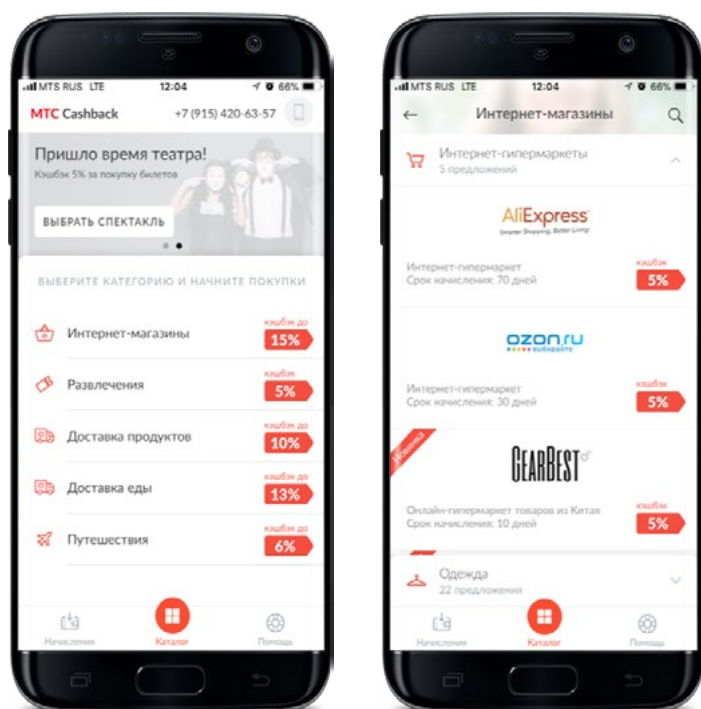 MTS RUS LTE 12:04 66%
МТС Cashback +7 (915) 420-63-57
Пришло время театра!
Кэшбэк 5% за покупку билетов
ВЫБРАТЬ СПЕКТАКЛЬ
ВЫБЕРИТЕ КАТЕГОРИЮ И НАЧНИТЕ ПОКУПКИ
кэшбэк до
Интернет-магазины 15%
кэшбэк
Развлечения 5%
кэшбэк до
Доставка продуктов 10%
кэшбэк до
Доставка еды 13%
кэшбэк до
Путешествия 6%
Начисления Каталог Помощь
MTS RUS LTE 12:04 66%
Интернет-магазины
Интернет-гипермаркеты
5 предложений
AliExpress
Smarter Shopping, Better Living!
Интернет-гипермаркет кэшбэк
Срок начисления: 70 дней 5%
OZON.ru
выбирайте
Интернет-гипермаркет кэшбэк
Срок начисления: 30 дней 5%
Новинка
GEARBEST
Онлайн-гипермаркет товаров из Китая кэшбэк
Срок начисления: 10 дней 5%
Одежда
22 предложения
Начисления Каталог Помощь